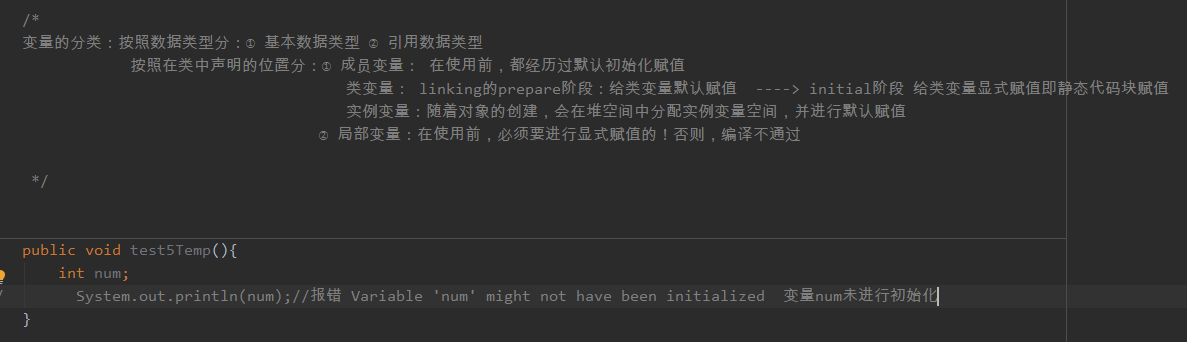 /*
变量的分类：按照数据类型分：① 基本数据类型 ② 引用数据类型
按照在类中声明的位置分：① 成员变量： 在使用前，都经历过默认初始化赋值
类变量： linking的prepare阶段：给类变量默认赋值 ----> initial阶段 给类变量显式赋值即静态代码块赋值
实例变量：随着对象的创建，会在堆空间中分配实例变量空间，并进行默认赋值
② 局部变量：在使用前，必须要进行显式赋值的！否则，编译不通过
*/
public void test5Temp(){
int num;
System.out.println(num);//报错 Variable 'num' might not have been initialized 变量num未进行初始化
}